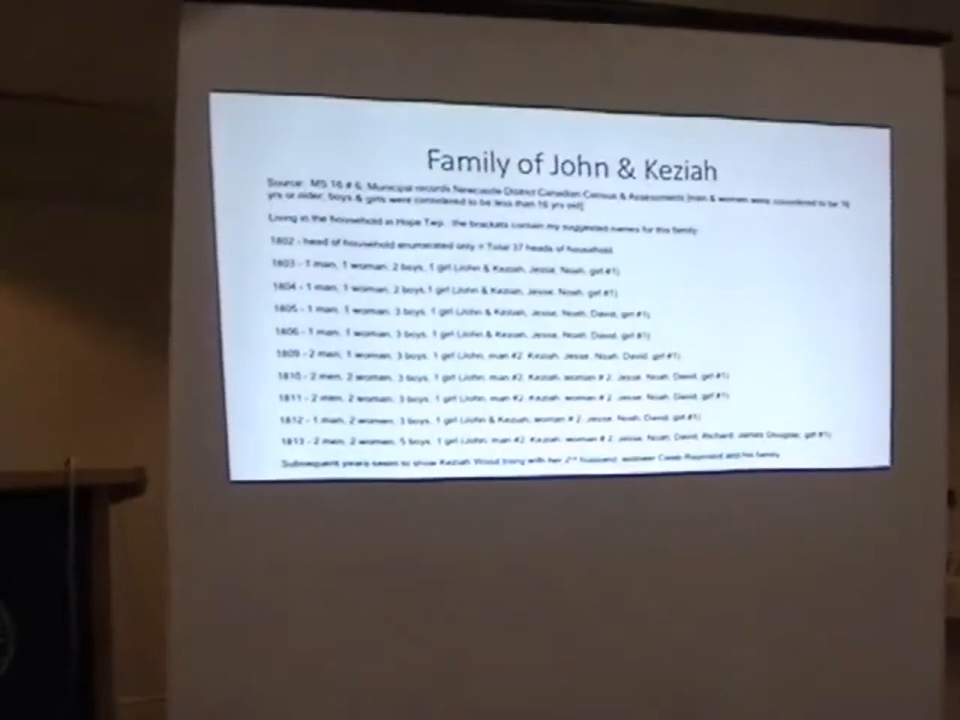 Family of John & Keziah
Source: MS 16 # 6, Municipal records Newcastle District Canadian Census & Assessments [men & women were considered to be 16
yrs or older, boys & girls were considered to be less than 16 yrs old]
Living in the household in Hope Twp. the brackets contain my suggested names for this family
1802 - head of household enumerated only = Total 37 heads of household
1803 - 1 man, 1 woman, 2 boys, 1 girl (John & Keziah, Jesse, Noah, girl #1)
1804 - 1 man, 1 woman, 2 boys, 1 girl (John & Keziah, Jesse, Noah, girl #1)
1805 - 1 man, 1 woman, 3 boys, 1 girl (John & Keziah, Jesse, Noah, David, girl #1)
1806 - 1 man, 1 woman, 3 boys, 1 girl (John & Keziah, Jesse, Noah, David, girl #1)
1809 - 2 men, 1 woman, 3 boys, 1 girl (John, man #2, Keziah, Jesse, Noah, David, girl #1)
1810 - 2 men, 2 women, 3 boys, 1 girl (John, man #2, Keziah, woman # 2, Jesse, Noah, David, girl #1)
1811 - 2 men, 2 women, 3 boys, 1 girl (John, man #2, Keziah, woman # 2, Jesse, Noah, David, girl #1)
1812 - 1 man, 2 women, 3 boys, 1 girl (John & Keziah, woman # 2, Jesse, Noah, David, girl #1)
1813 - 2 men, 2 women, 5 boys, 1 girl (John, man #2, Keziah, woman # 2, Jesse, Noah, David, Richard, James Douglas, girl #1)
Subsequent years seem to show Keziah Wood living with her 2nd husband, widower Caleb Raymond and his family